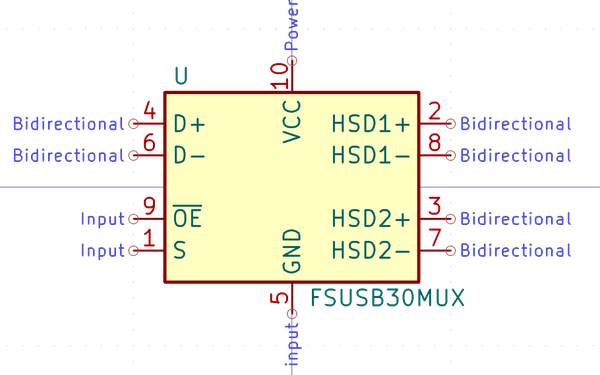 Power
10
U
VCC
Bidirectional 4 D+ HSD1+ 2 Bidirectional
Bidirectional 6 D- HSD1- 8 Bidirectional
Input 9 OE HSD2+ 3 Bidirectional
Input 1 S HSD2- 7 Bidirectional
GND
5
FSUSB30MUX
input